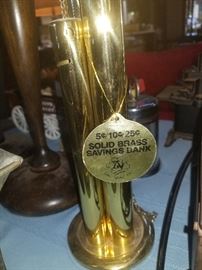 5¢ 10¢ 25¢
SOLID BRASS
SAVINGS BANK